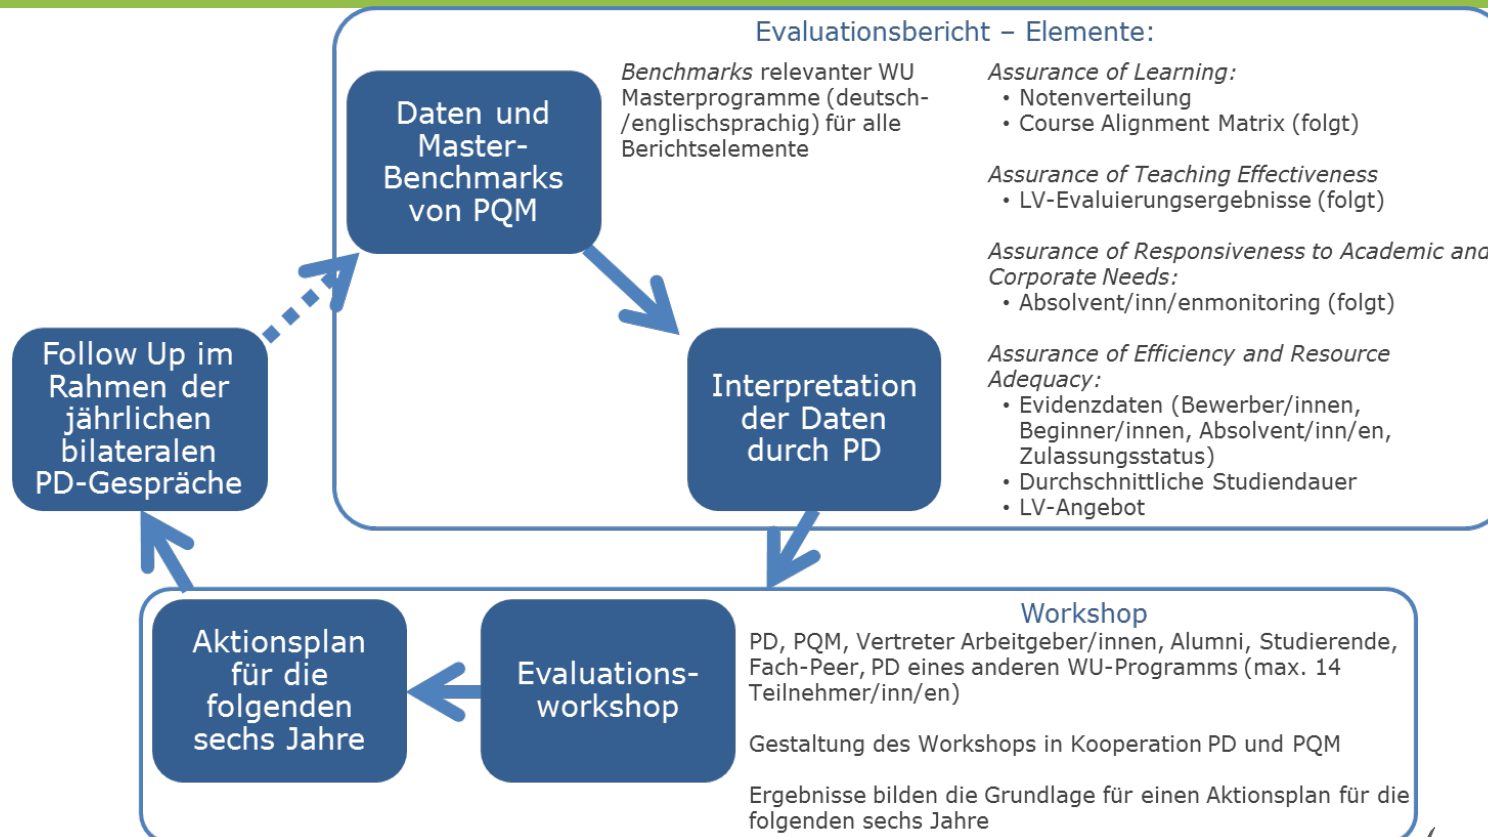 Evaluationsbericht – Elemente:
Daten und
Master-
Benchmarks
von PQM
Benchmarks relevanter WU
Masterprogramme (deutsch-
/englischsprachig) für alle
Berichtselemente
Assurance of Learning:
• Notenverteilung
• Course Alignment Matrix (folgt)
Assurance of Teaching Effectiveness
• LV-Evaluierungsergebnisse (folgt)
Assurance of Responsiveness to Academic and
Corporate Needs:
• Absolvent/inn/enmonitoring (folgt)
Assurance of Efficiency and Resource
Adequacy:
• Evidenzdaten (Bewerber/innen,
Beginner/innen, Absolvent/inn/en,
Zulassungsstatus)
• Durchschnittliche Studiendauer
• LV-Angebot
Interpretation
der Daten
durch PD
Follow Up im
Rahmen der
jährlichen
bilateralen
PD-Gespräche
Aktionsplan
für die
folgenden
sechs Jahre
Evaluations-
workshop
Workshop
PD, PQM, Vertreter Arbeitgeber/innen, Alumni, Studierende,
Fach-Peer, PD eines anderen WU-Programms (max. 14
Teilnehmer/inn/en)
Gestaltung des Workshops in Kooperation PD und PQM
Ergebnisse bilden die Grundlage für einen Aktionsplan für die
folgenden sechs Jahre